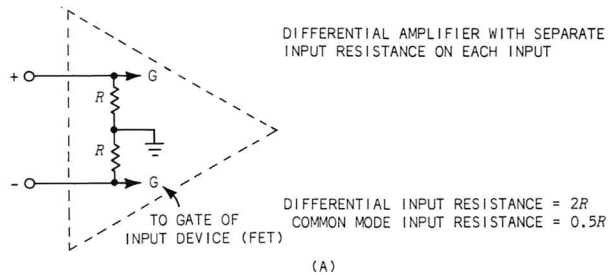 DIFFERENTIAL AMPLIFIER WITH SEPARATE
INPUT RESISTANCE ON EACH INPUT
+
G
R
R
-
G
TO GATE OF
INPUT DEVICE (FET)
DIFFERENTIAL INPUT RESISTANCE = 2R
COMMON MODE INPUT RESISTANCE = 0.5R
(A)